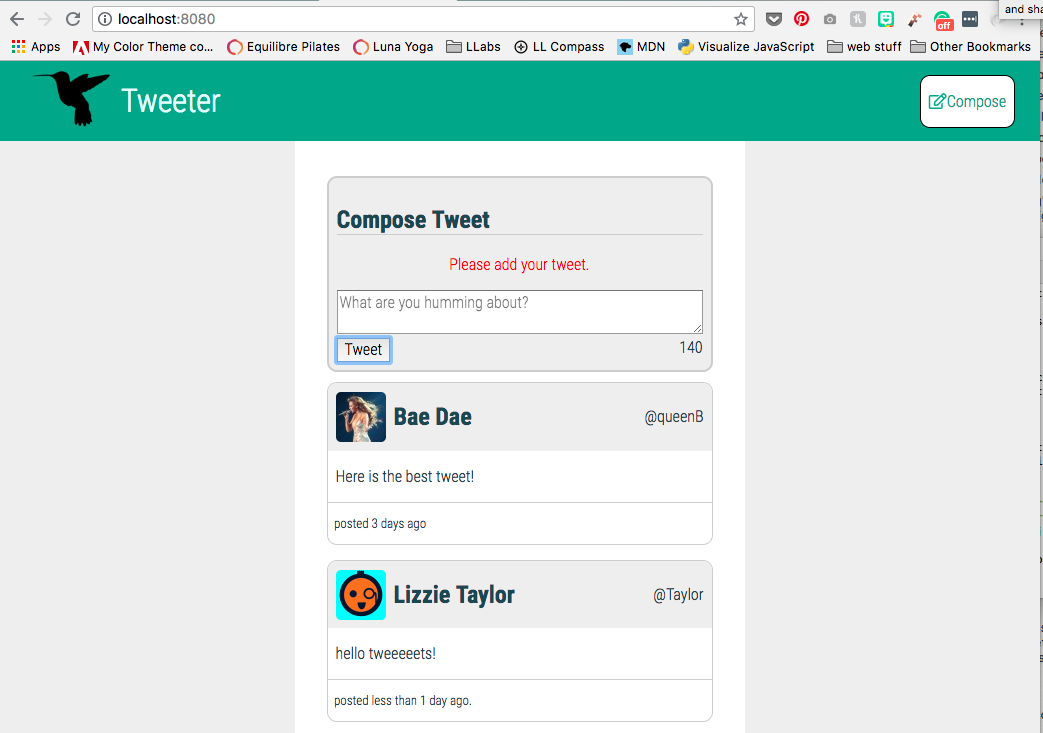 and sha
localhost:8080
off
Apps My Color Theme co... Equilibre Pilates Luna Yoga LLabs LL Compass MDN Visualize JavaScript web stuff Other Bookmarks
Tweeter
Compose
Compose Tweet
Please add your tweet.
What are you humming about?
Tweet 140
Bae Dae @queenB
Here is the best tweet!
posted 3 days ago
Lizzie Taylor @Taylor
hello tweeeeets!
posted less than 1 day ago.